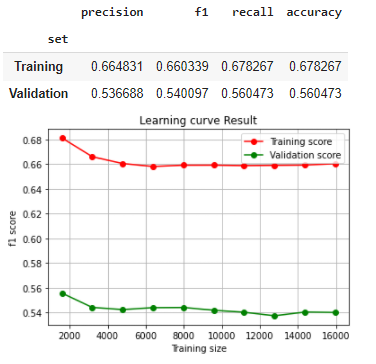 precision f1 recall accuracy
set
Training 0.664831 0.660339 0.678267 0.678267
Validation 0.536688 0.540097 0.560473 0.560473
Learning curve Result
Training score
Validation score
0.68
0.66
0.64
0.62
0.60
0.58
0.56
0.54
f1 score
2000 4000 6000 8000 10000 12000 14000 16000
Training size